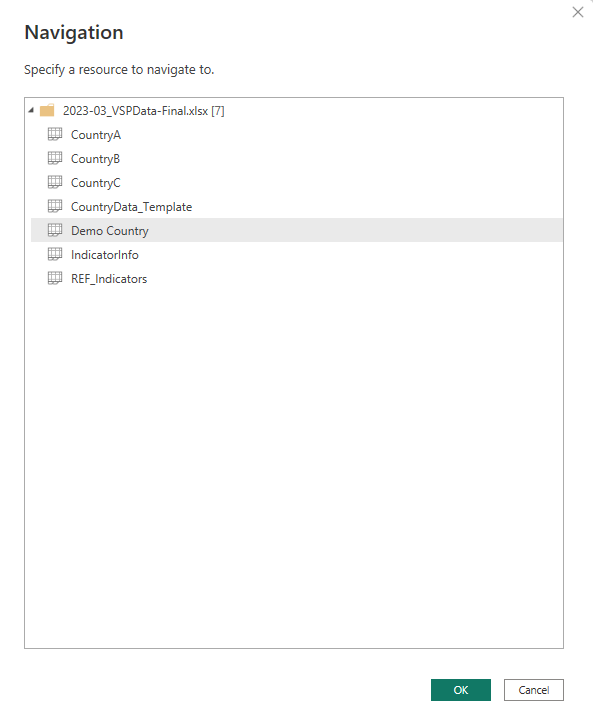 Navigation
Specify a resource to navigate to.
2023-03_VSPData-Final.xlsx [7]
CountryA
CountryB
CountryC
CountryData_Template
Demo Country
IndicatorInfo
REF_Indicators
OK
Cancel